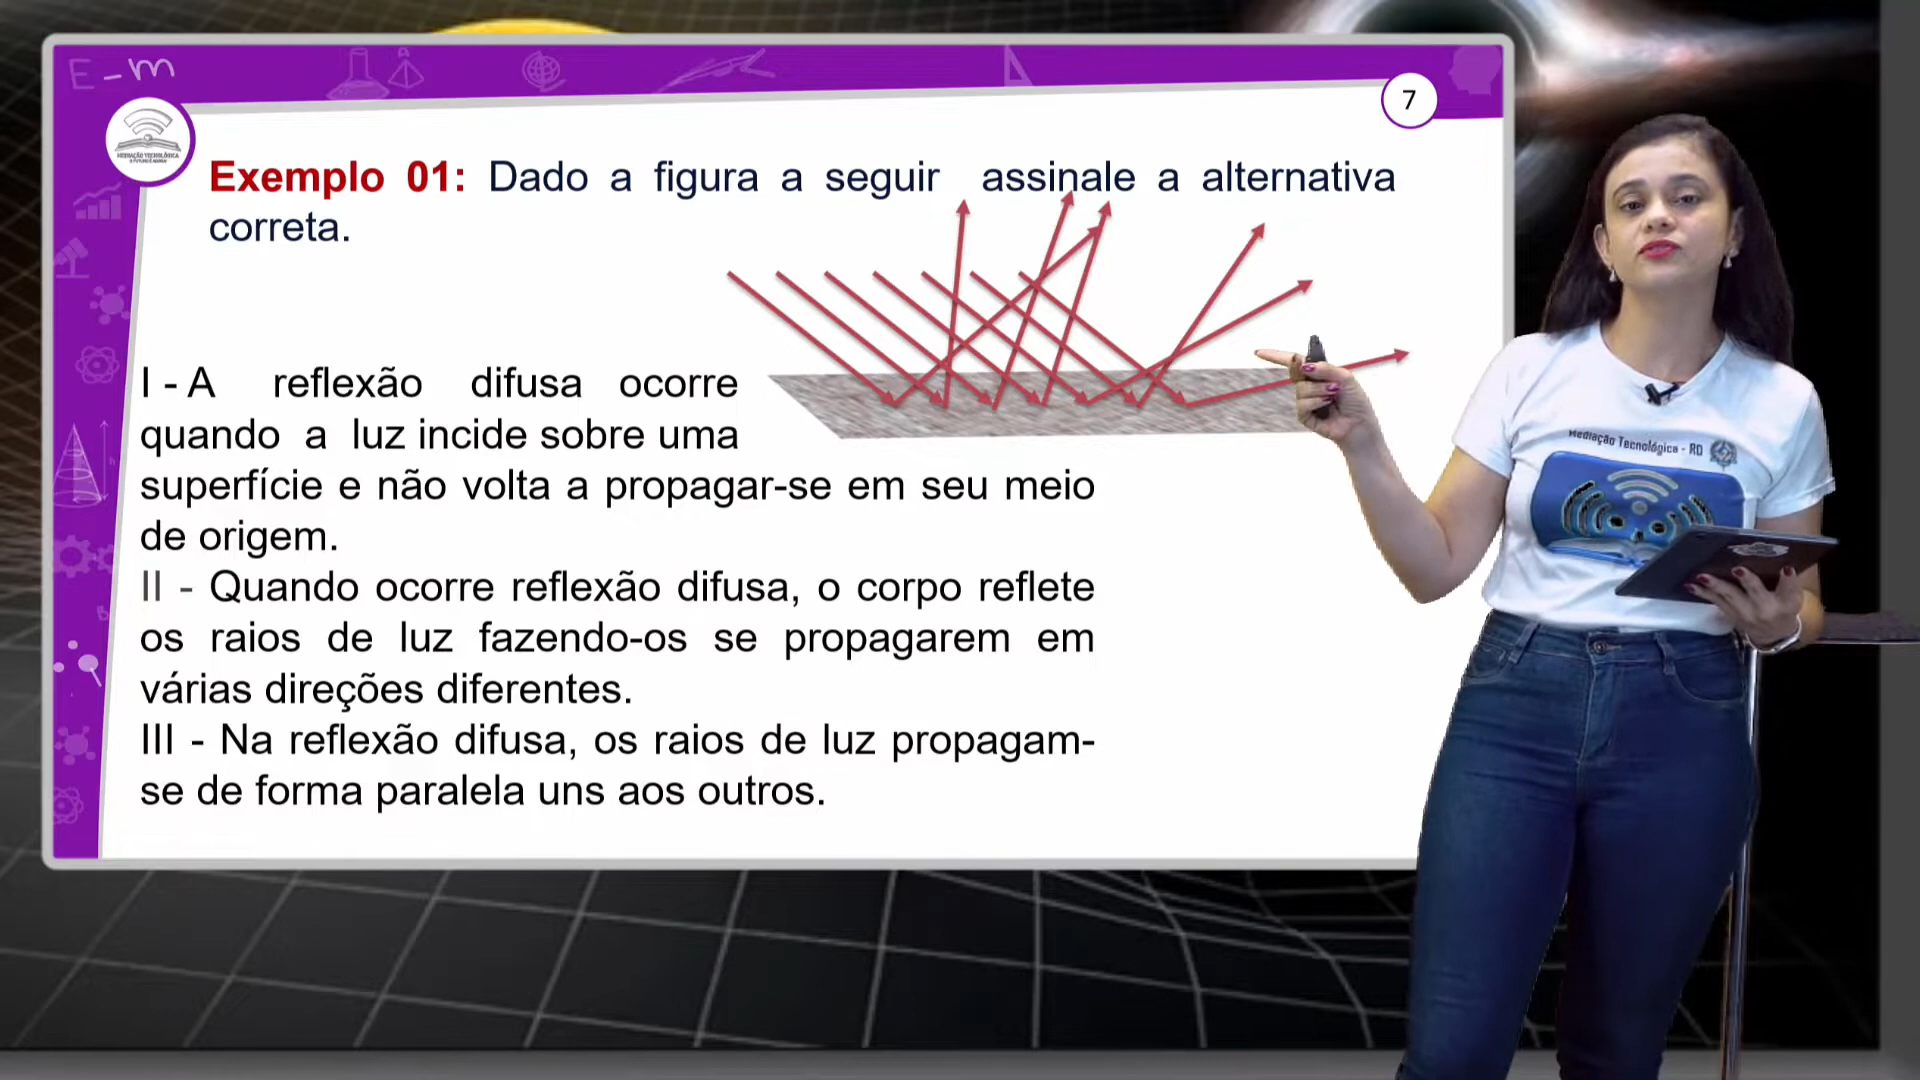 E-m
7
MEDIAÇÃO TECNOLÓGICA
Exemplo 01: Dado a figura a seguir assinale a alternativa
correta.
I - A reflexão difusa ocorre
quando a luz incide sobre uma
superfície e não volta a propagar-se em seu meio
de origem.
II - Quando ocorre reflexão difusa, o corpo reflete
os raios de luz fazendo-os se propagarem em
várias direções diferentes.
III - Na reflexão difusa, os raios de luz propagam-
se de forma paralela uns aos outros.
Mediação Tecnológica - RO